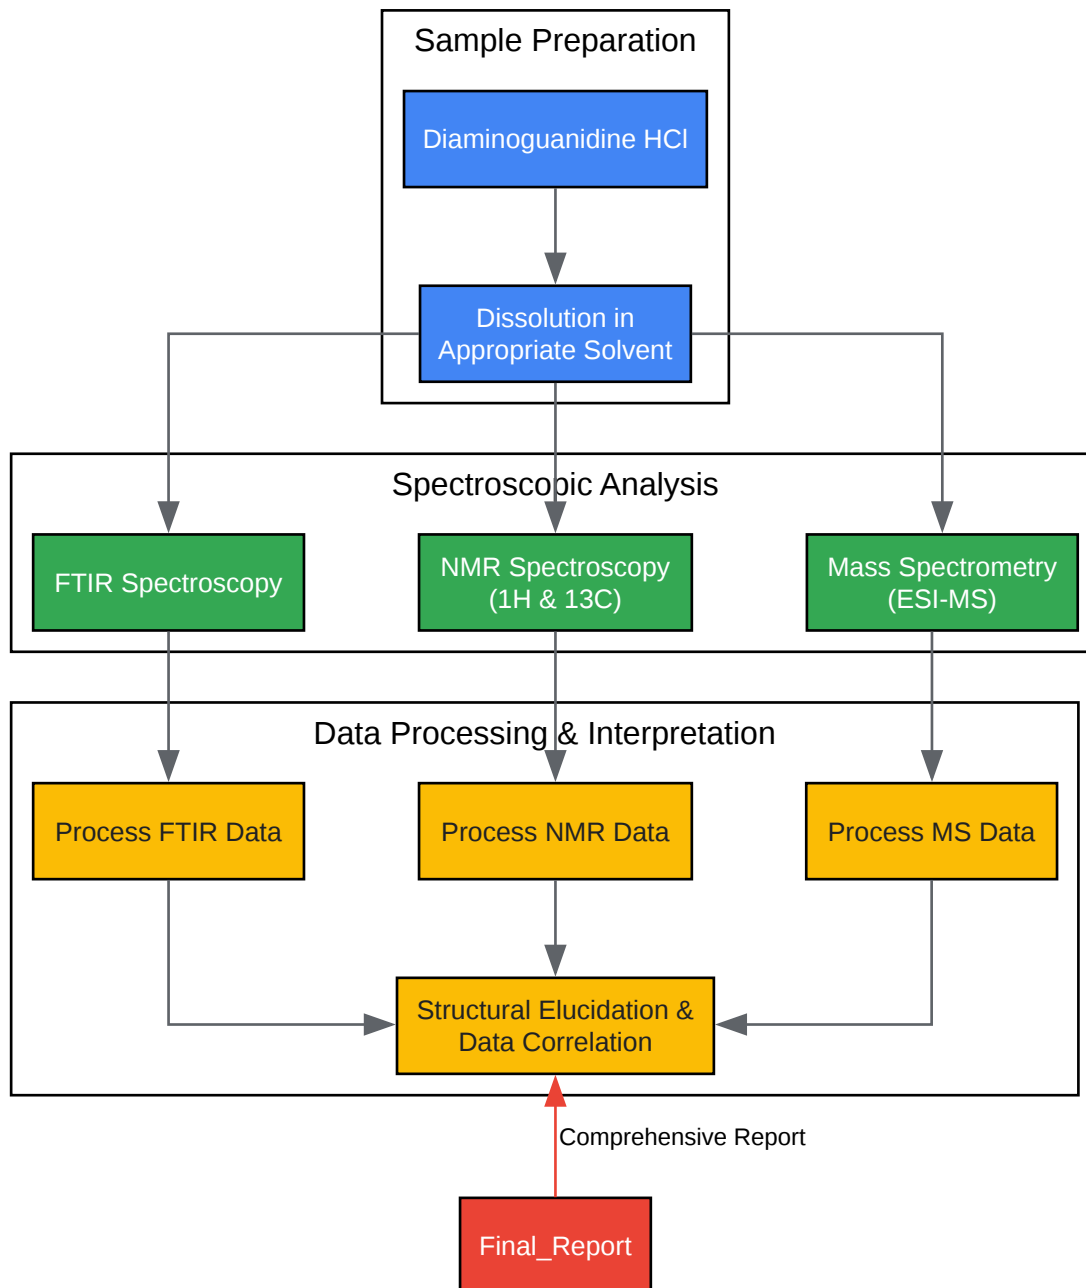 Sample Preparation
Diaminoguanidine HCl
Dissolution in
Appropriate Solvent
Spectroscopic Analysis
FTIR Spectroscopy
NMR Spectroscopy
(1H & 13C)
Mass Spectrometry
(ESI-MS)
Data Processing & Interpretation
Process FTIR Data
Process NMR Data
Process MS Data
Structural Elucidation &
Data Correlation
Comprehensive Report
Final_Report